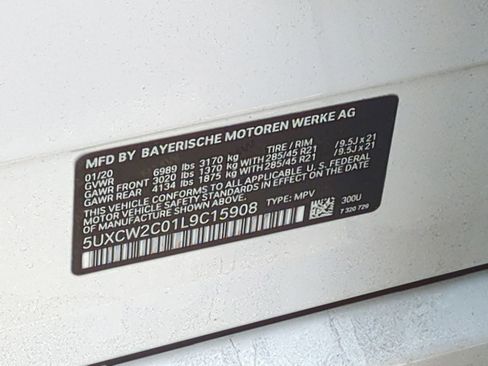 MFD BY BAYERISCHE MOTOREN WERKE AG
01/20 TIRE / RIM
GVWR 6989 lbs 3170 kg
GAWR FRONT 3020 lbs 1370 kg WITH 285/45 R21 / 9.5J x 21
GAWR REAR 4134 lbs 1875 kg WITH 285/45 R21 / 9.5J x 21
THIS VEHICLE CONFORMS TO ALL APPLICABLE U. S. FEDERAL
MOTOR VEHICLE SAFETY STANDARDS IN EFFECT ON THE DATE
OF MANUFACTURE SHOWN ABOVE.
5UXCW2C01L9C15908 TYPE: MPV
300U
7 320 729